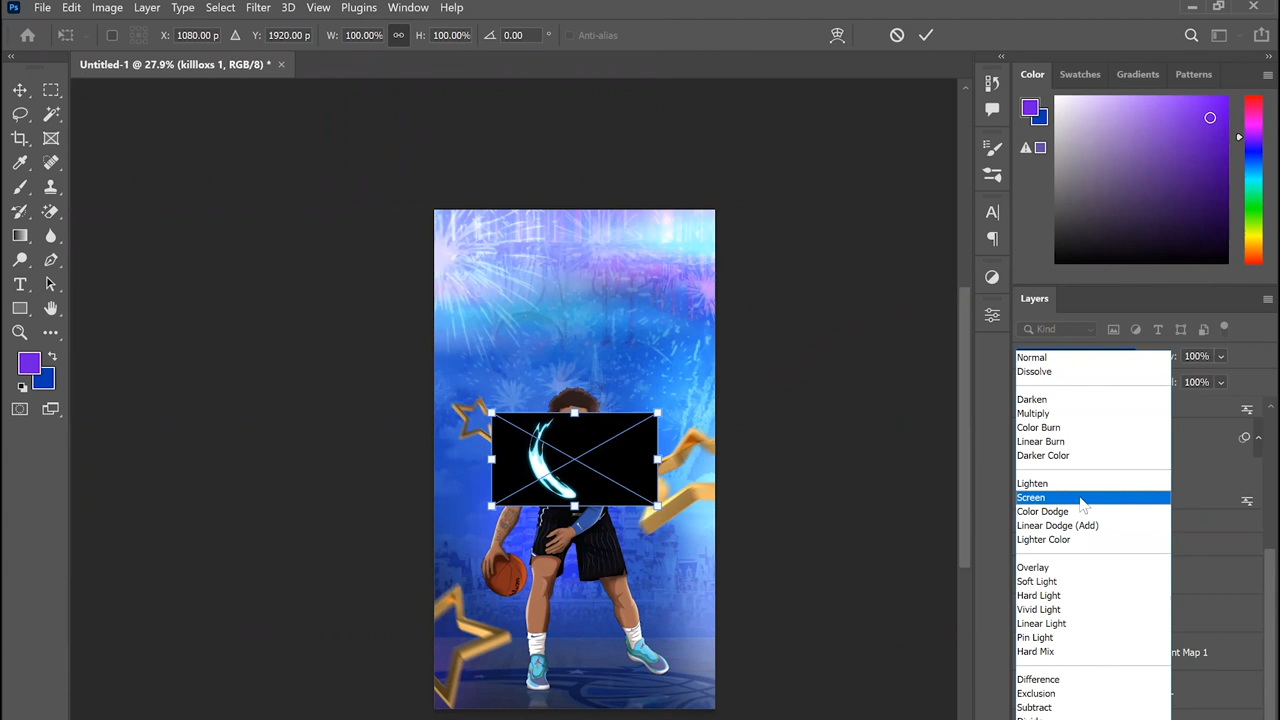 Ps File Edit Image Layer Type Select Filter 3D View Plugins Window Help
X: 1080.00 p Y: 1920.00 p W: 100.00% H: 100.00% 0.00 ° Anti-alias
Untitled-1 @ 27.9% (killloxs 1, RGB/8) * ×
Color Swatches Gradients Patterns
Layers
Kind
y: 100%
Normal
Dissolve
l: 100%
Darken
Multiply
Color Burn
Linear Burn
Darker Color
Lighten
Screen
Color Dodge
Linear Dodge (Add)
Lighter Color
Overlay
Soft Light
Hard Light
Vivid Light
Linear Light
Pin Light
Hard Mix
nt Map 1
Difference
Exclusion
Subtract